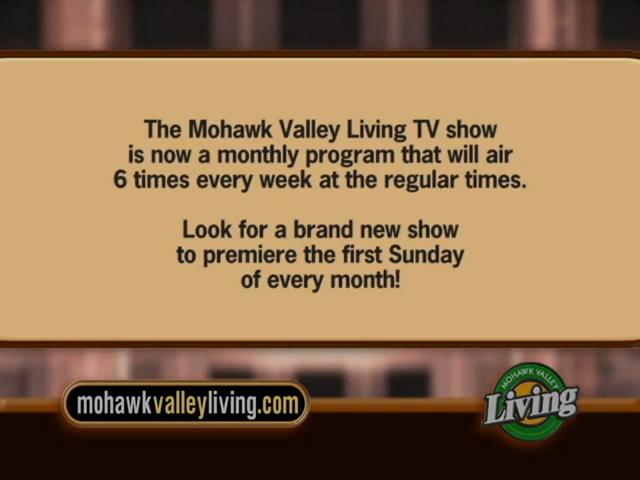 The Mohawk Valley Living TV show
is now a monthly program that will air
6 times every week at the regular times.
Look for a brand new show
to premiere the first Sunday
of every month!
mohawkvalleyliving.com
MOHAWK VALLEY
Living